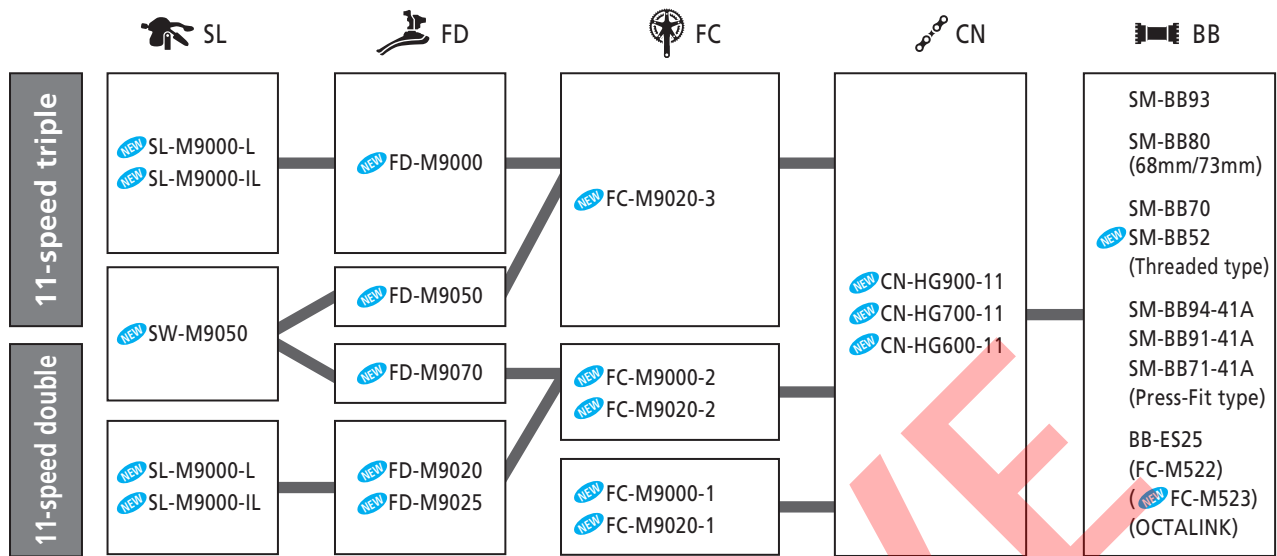 SL
FD
FC
CN
BB
11-speed triple
NEW SL-M9000-L
NEW SL-M9000-IL
NEW FD-M9000
NEW FC-M9020-3
NEW SW-M9050
NEW FD-M9050
NEW FD-M9070
11-speed double
NEW SL-M9000-L
NEW SL-M9000-IL
NEW FD-M9020
NEW FD-M9025
NEW FC-M9000-2
NEW FC-M9020-2
NEW FC-M9000-1
NEW FC-M9020-1
NEW CN-HG900-11
NEW CN-HG700-11
NEW CN-HG600-11
SM-BB93
SM-BB80
(68mm/73mm)
SM-BB70
NEW SM-BB52
(Threaded type)
SM-BB94-41A
SM-BB91-41A
SM-BB71-41A
(Press-Fit type)
BB-ES25
(FC-M522)
(NEW FC-M523)
(OCTALINK)
VE